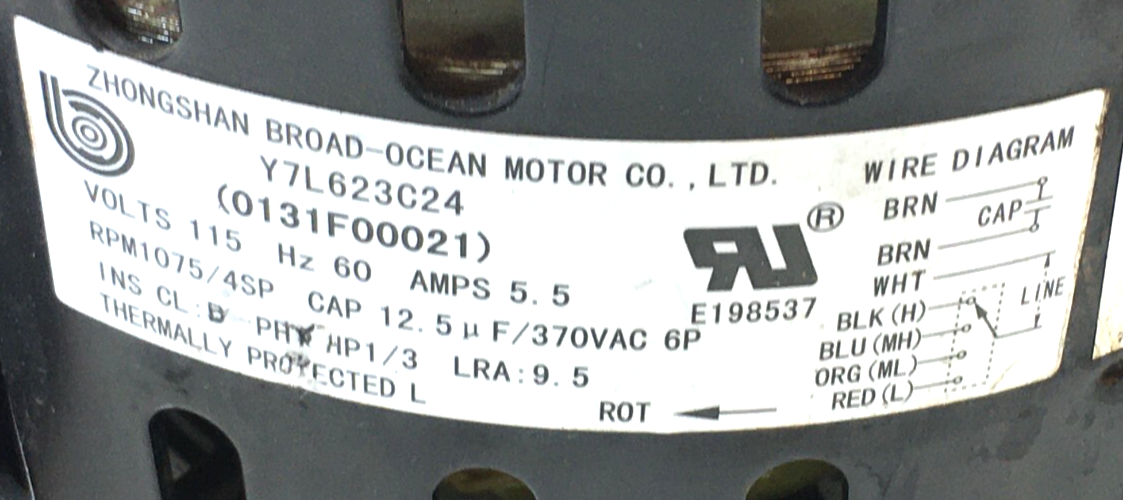 ZHONGSHAN BROAD-OCEAN MOTOR CO.,LTD.
Y7L623C24
(0131F00021)
VOLTS 115 Hz 60 AMPS 5.5
RPM1075/4SP CAP 12.5μF/370VAC 6P
INS CL:B PH HP1/3 LRA:9.5
THERMALLY PROTECTED L
ROT
®
E198537
WIRE DIAGRAM
BRN
CAP
BRN
WHT
LINE
BLK(H)
BLU(MH)
ORG(ML)
RED(L)